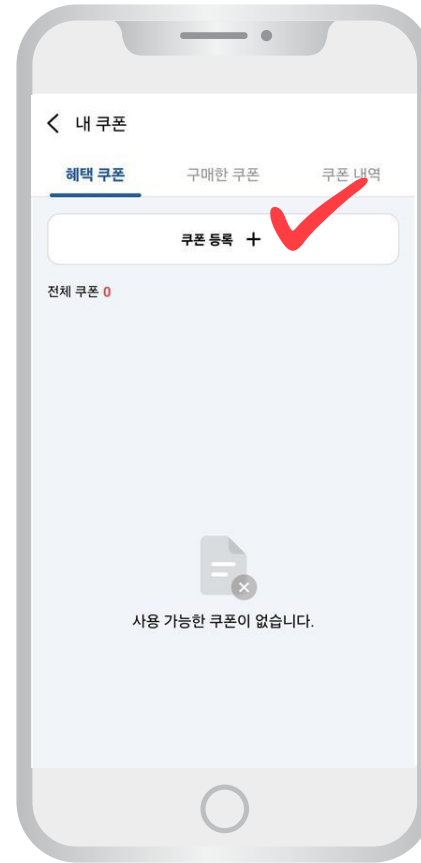 내 쿠폰
혜택 쿠폰 구매한 쿠폰 쿠폰 내역
쿠폰 등록 +
전체 쿠폰 0
사용 가능한 쿠폰이 없습니다.